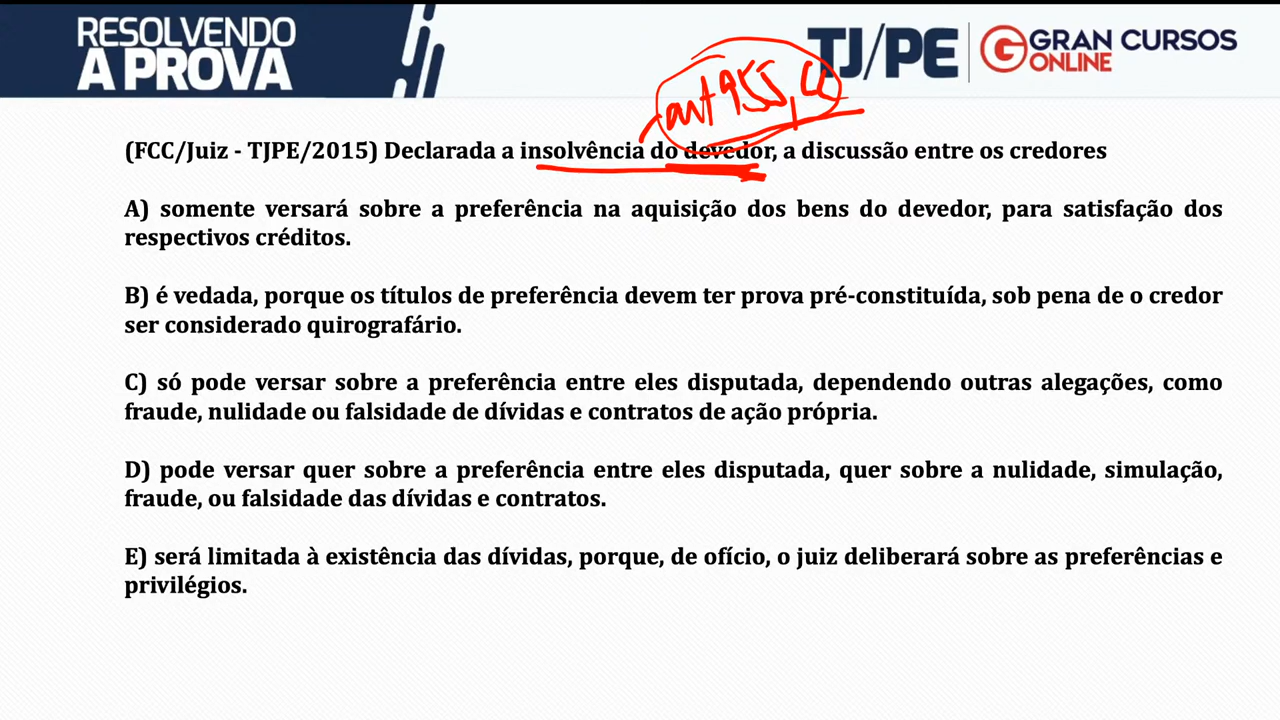 RESOLVENDO
A PROVA
TJ/PE
GRAN CURSOS
ONLINE
art 955, CC
(FCC/Juiz - TJPE/2015) Declarada a insolvência do devedor, a discussão entre os credores
A) somente versará sobre a preferência na aquisição dos bens do devedor, para satisfação dos
respectivos créditos.
B) é vedada, porque os títulos de preferência devem ter prova pré-constituída, sob pena de o credor
ser considerado quirografário.
C) só pode versar sobre a preferência entre eles disputada, dependendo outras alegações, como
fraude, nulidade ou falsidade de dívidas e contratos de ação própria.
D) pode versar quer sobre a preferência entre eles disputada, quer sobre a nulidade, simulação,
fraude, ou falsidade das dívidas e contratos.
E) será limitada à existência das dívidas, porque, de ofício, o juiz deliberará sobre as preferências e
privilégios.